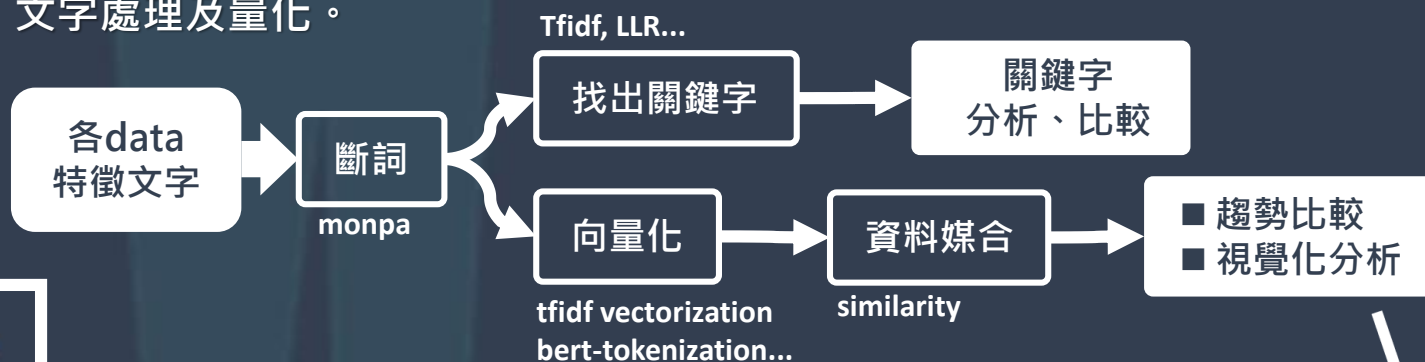 文字處理及量化。
Tfidf, LLR...
找出關鍵字
關鍵字
分析、比較
各data
特徵文字
斷詞
monpa
向量化
tfidf vectorization
bert-tokenization...
資料媒合
similarity
■ 趨勢比較
■ 視覺化分析